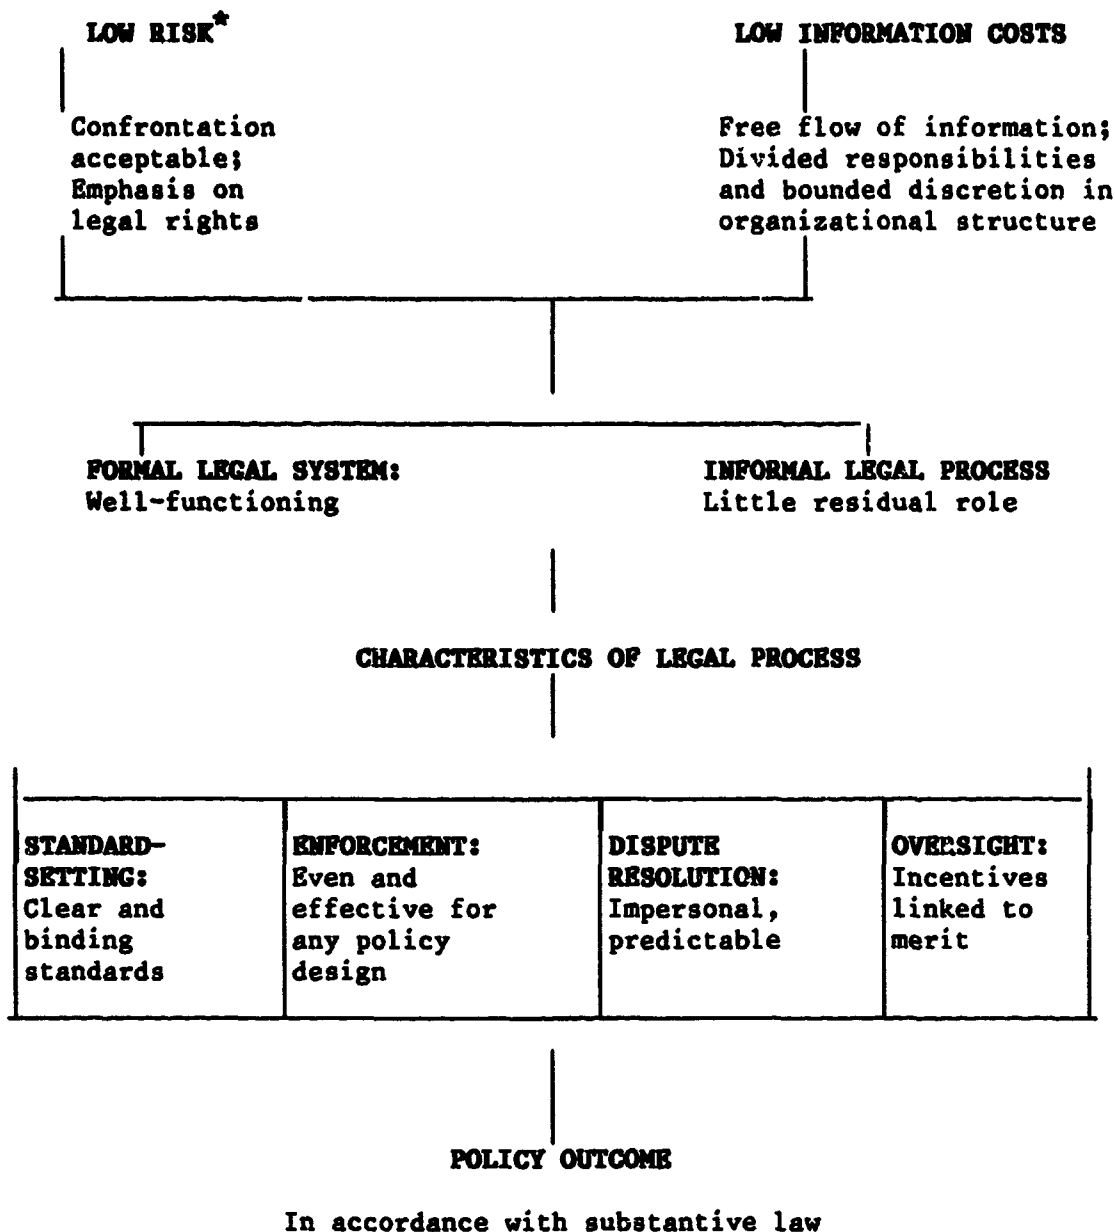 LOW RISK*
LOW INFORMATION COSTS
Confrontation
acceptable;
Emphasis on
legal rights
Free flow of information;
Divided responsibilities
and bounded discretion in
organizational structure
FORMAL LEGAL SYSTEM:
Well-functioning
INFORMAL LEGAL PROCESS
Little residual role
CHARACTERISTICS OF LEGAL PROCESS
STANDARD-
SETTING:
Clear and
binding
standards
ENFORCEMENT:
Even and
effective for
any policy
design
DISPUTE
RESOLUTION:
Impersonal,
predictable
OVERSIGHT:
Incentives
linked to
merit
POLICY OUTCOME
In accordance with substantive law